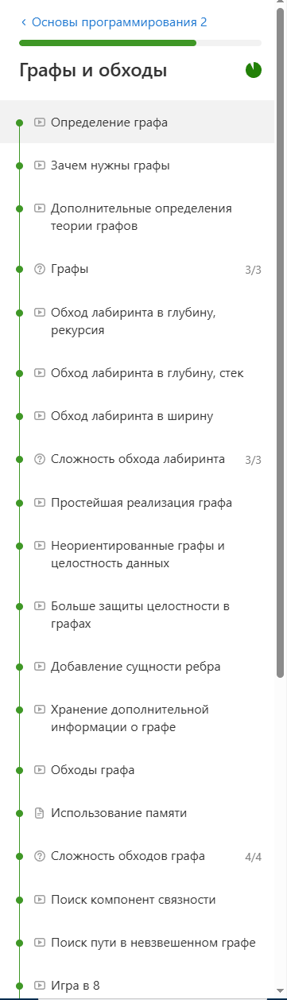 ‹ Основы программирования 2
Графы и обходы
Определение графа
Зачем нужны графы
Дополнительные определения
теории графов
Графы 3/3
Обход лабиринта в глубину,
рекурсия
Обход лабиринта в глубину, стек
Обход лабиринта в ширину
Сложность обхода лабиринта 3/3
Простейшая реализация графа
Неориентированные графы и
целостность данных
Больше защиты целостности в
графах
Добавление сущности ребра
Хранение дополнительной
информации о графе
Обходы графа
Использование памяти
Сложность обходов графа 4/4
Поиск компонент связности
Поиск пути в невзвешенном графе
Игра в 8